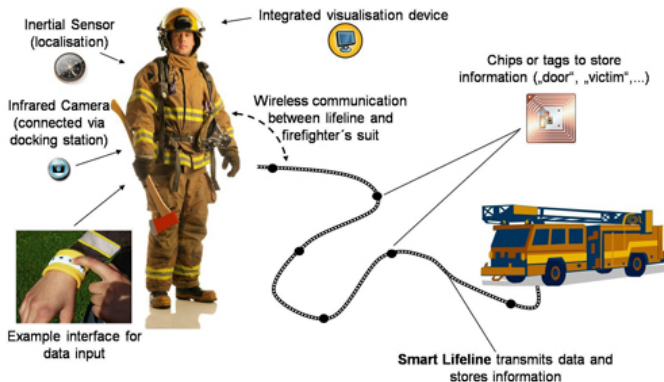 Inertial Sensor
(localisation)
Integrated visualisation device
Chips or tags to store
information („door“, „victim“,...)
Infrared Camera
(connected via
docking station)
Wireless communication
between lifeline and
firefighter´s suit
Example interface for
data input
Smart Lifeline transmits data and
stores information